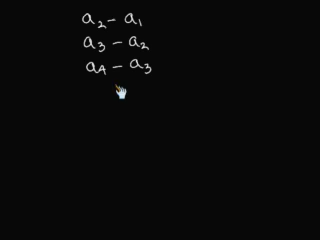 a₂ - a₁
a₃ - a₂
a₄ - a₃